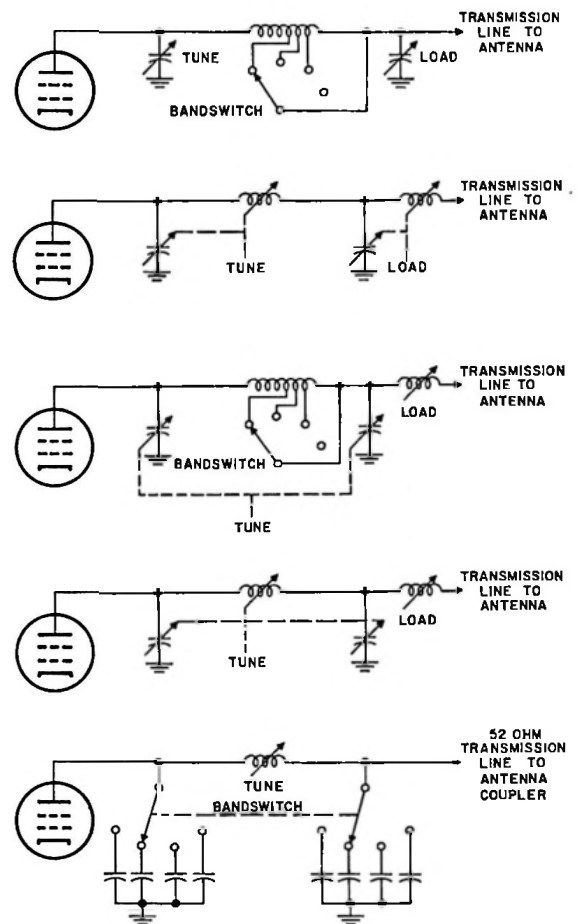 TRANSMISSION
LINE TO
ANTENNA
TUNE
LOAD
BANDSWITCH
TRANSMISSION
LINE TO
ANTENNA
TUNE
LOAD
TRANSMISSION
LINE TO
ANTENNA
LOAD
BANDSWITCH
TUNE
TRANSMISSION
LINE TO
ANTENNA
LOAD
TUNE
52 OHM
TRANSMISSION
LINE TO
ANTENNA
COUPLER
TUNE
BANDSWITCH